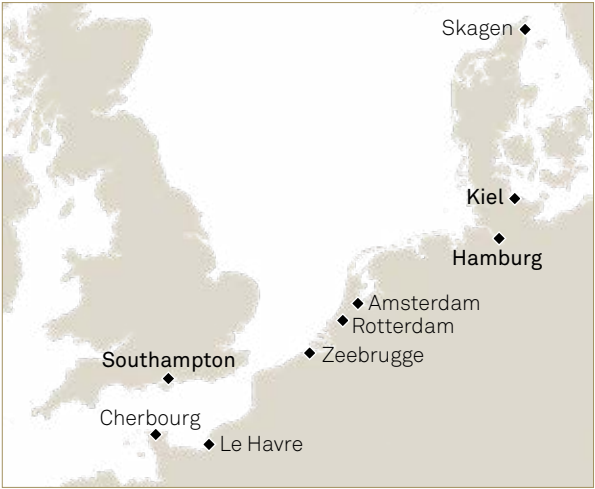 Skagen
Kiel
Hamburg
Amsterdam
Rotterdam
Zeebrugge
Southampton
Cherbourg
Le Havre